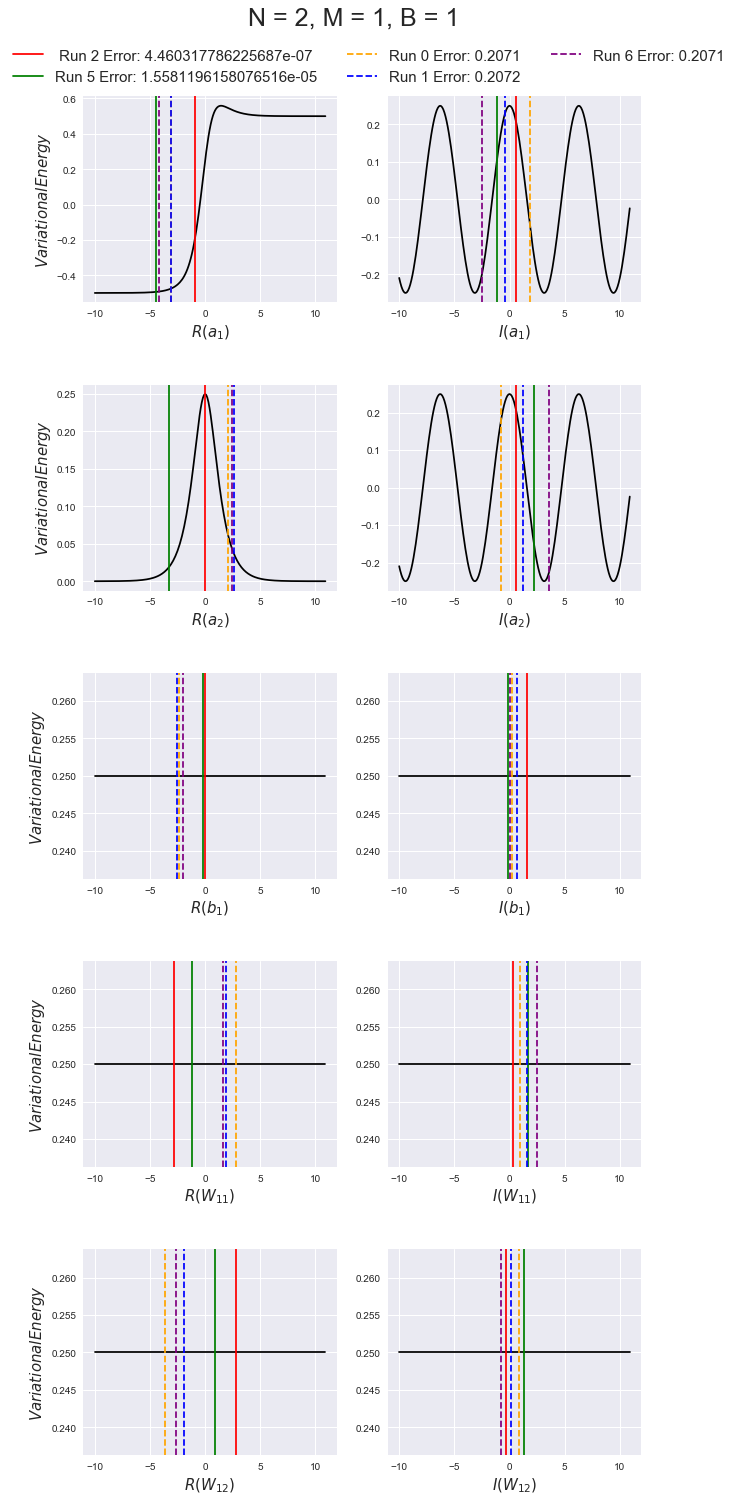 N = 2, M = 1, B = 1
Run 2 Error: 4.460317786225687e-07 Run 0 Error: 0.2071 Run 6 Error: 0.2071
Run 5 Error: 1.5581196158076516e-05 Run 1 Error: 0.2072
VariationalEnergy
0.6
0.4
0.2
0.0
−0.2
−0.4
−10 −5 0 5 10
R(a₁)
0.2
0.1
0.0
−0.1
−0.2
−10 −5 0 5 10
I(a₁)
VariationalEnergy
0.25
0.20
0.15
0.10
0.05
0.00
−10 −5 0 5 10
R(a₂)
0.2
0.1
0.0
−0.1
−0.2
−10 −5 0 5 10
I(a₂)
VariationalEnergy
0.260
0.255
0.250
0.245
0.240
−10 −5 0 5 10
R(b₁)
0.260
0.255
0.250
0.245
0.240
−10 −5 0 5 10
I(b₁)
VariationalEnergy
0.260
0.255
0.250
0.245
0.240
−10 −5 0 5 10
R(W₁₁)
0.260
0.255
0.250
0.245
0.240
−10 −5 0 5 10
I(W₁₁)
VariationalEnergy
0.260
0.255
0.250
0.245
0.240
−10 −5 0 5 10
R(W₁₂)
0.260
0.255
0.250
0.245
0.240
−10 −5 0 5 10
I(W₁₂)